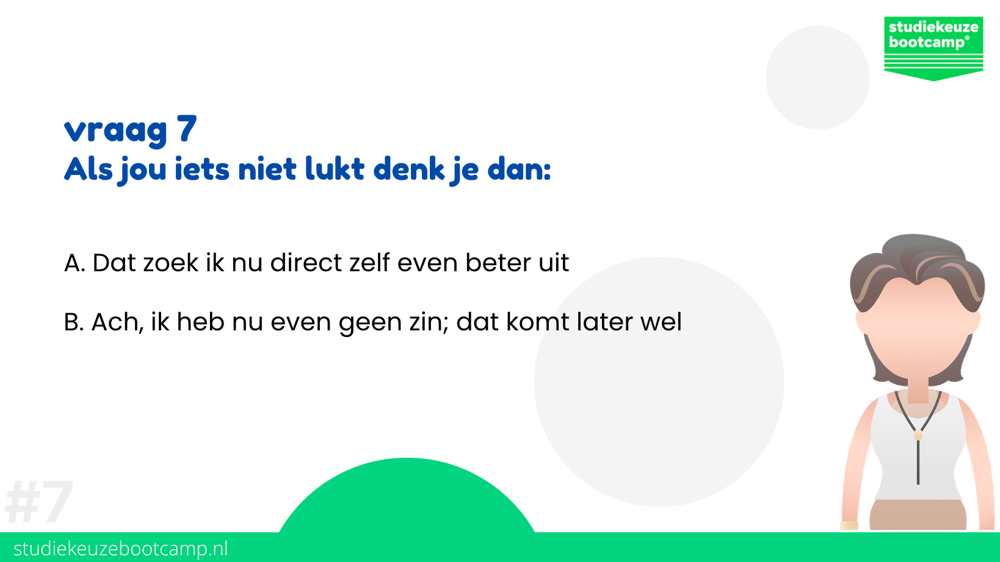 studiekeuze
bootcamp®
vraag 7
Als jou iets niet lukt denk je dan:
A. Dat zoek ik nu direct zelf even beter uit
B. Ach, ik heb nu even geen zin; dat komt later wel
#7
studiekeuzebootcamp.nl